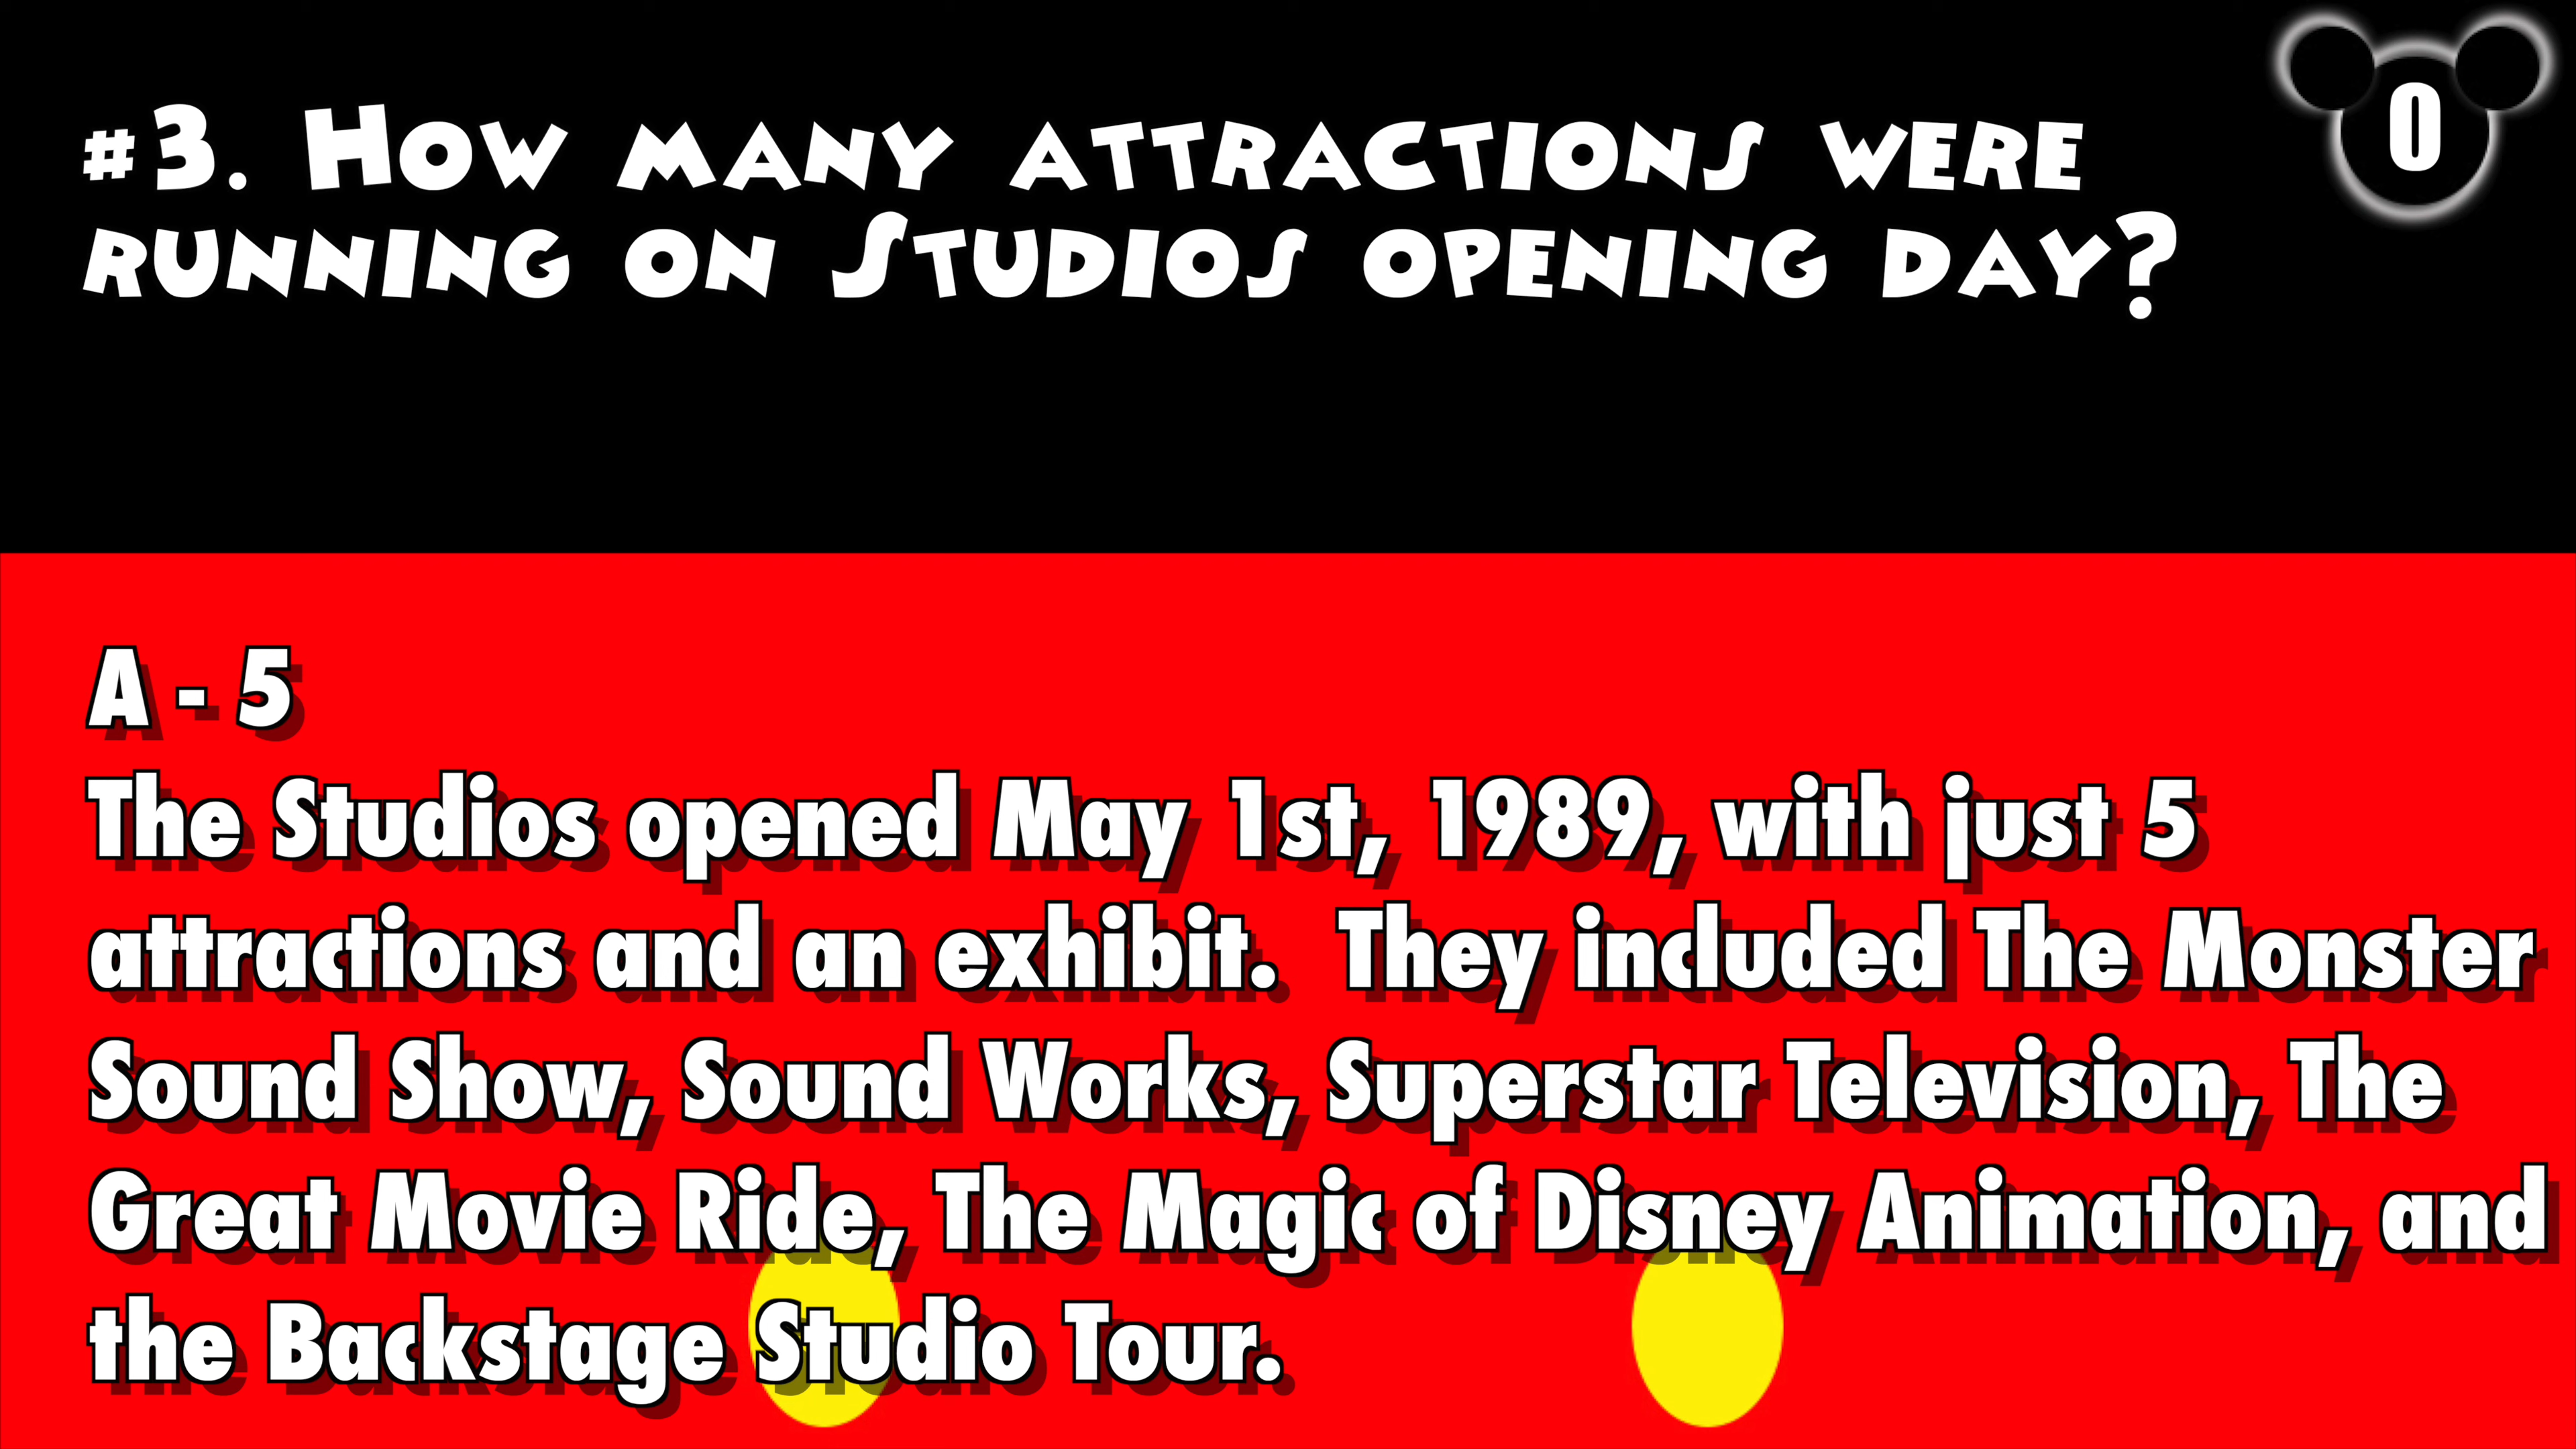 #3. How many attractions were
running on Studios opening day?
0
A - 5
The Studios opened May 1st, 1989, with just 5
attractions and an exhibit.  They included The Monster
Sound Show, Sound Works, Superstar Television, The
Great Movie Ride, The Magic of Disney Animation, and
the Backstage Studio Tour.